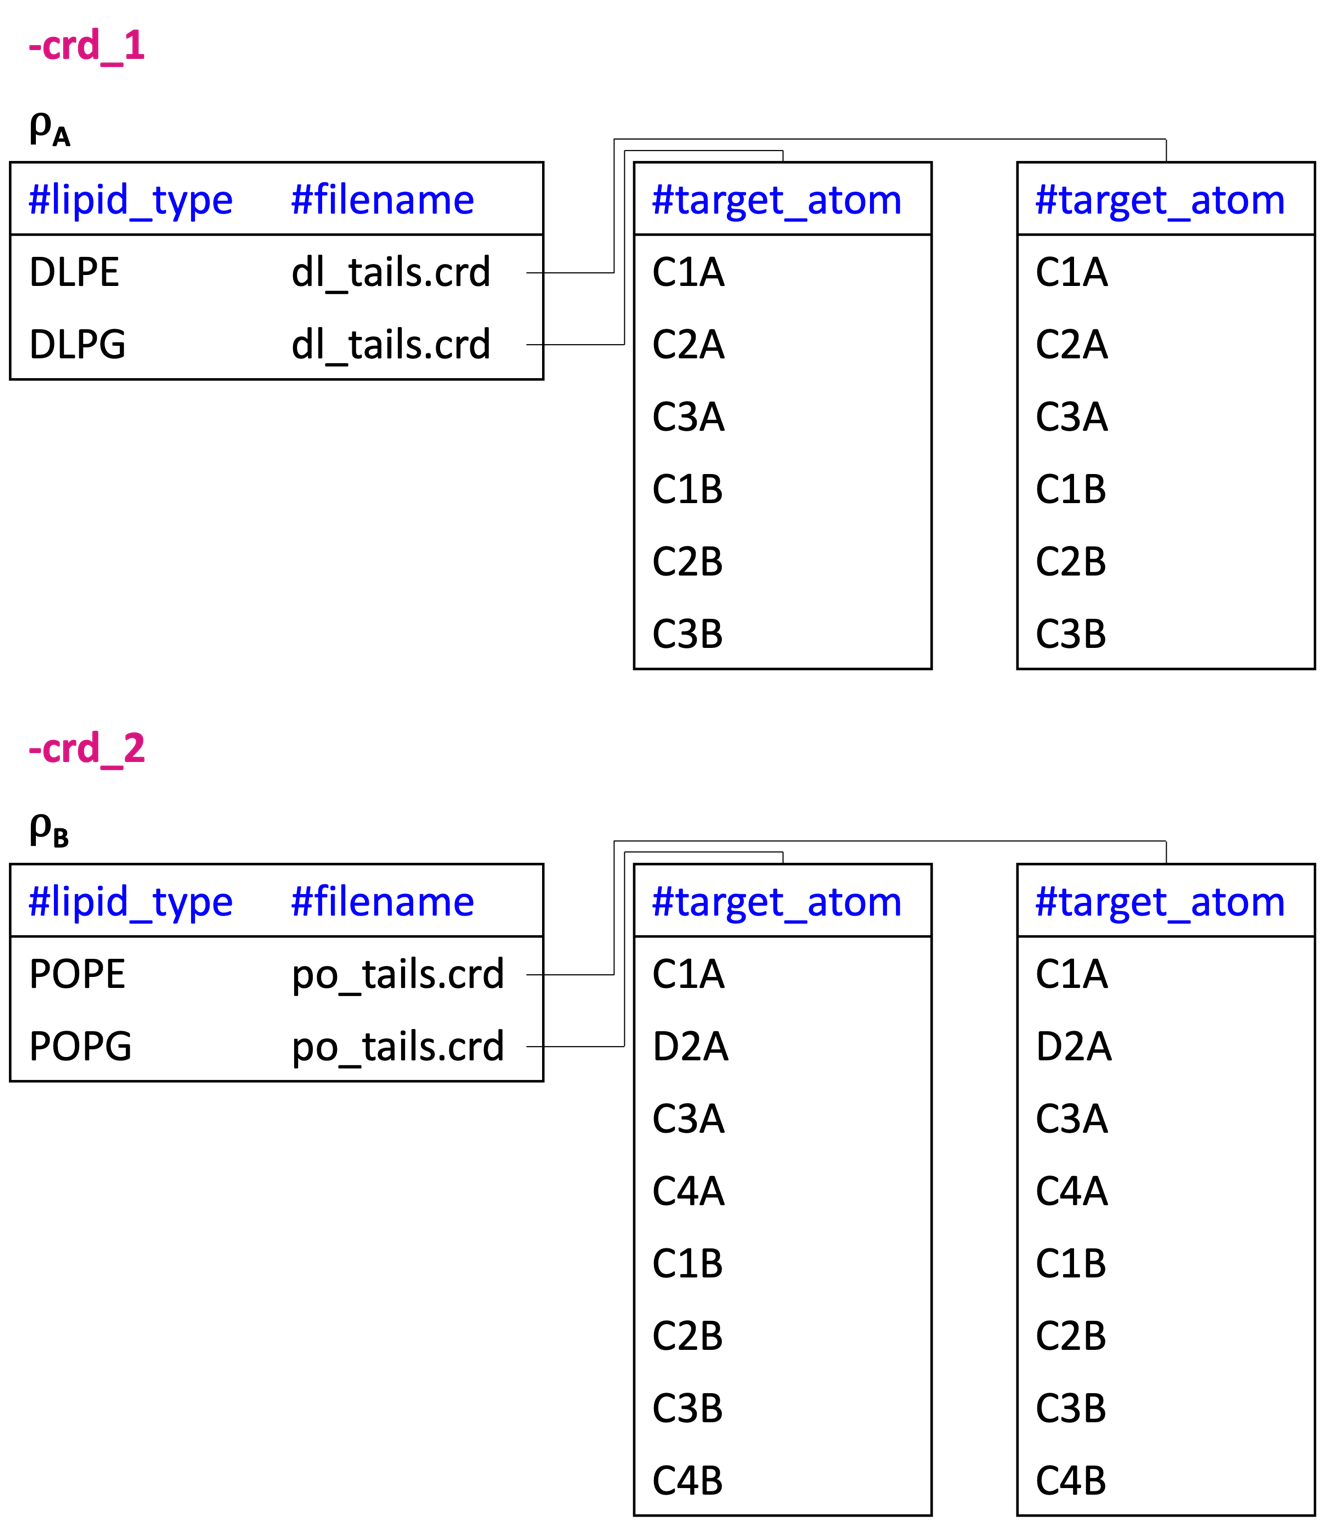 -crd_1
ρA
#lipid_type #filename
DLPE dl_tails.crd
DLPG dl_tails.crd
#target_atom
C1A
C2A
C3A
C1B
C2B
C3B
#target_atom
C1A
C2A
C3A
C1B
C2B
C3B
-crd_2
ρB
#lipid_type #filename
POPE po_tails.crd
POPG po_tails.crd
#target_atom
C1A
D2A
C3A
C4A
C1B
C2B
C3B
C4B
#target_atom
C1A
D2A
C3A
C4A
C1B
C2B
C3B
C4B